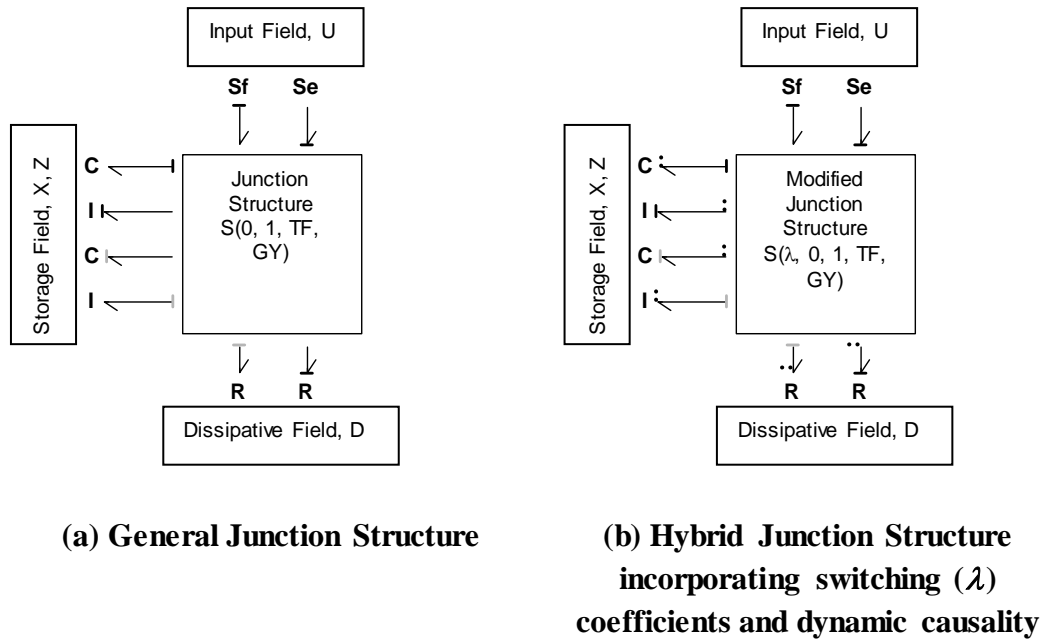 Input Field, U
Sf Se
Storage Field, X, Z
C
I
C
I
Junction
Structure
S(0, 1, TF,
GY)
R R
Dissipative Field, D
(a) General Junction Structure
Input Field, U
Sf Se
Storage Field, X, Z
C
I
C
I
Modified
Junction
Structure
S(λ, 0, 1, TF,
GY)
R R
Dissipative Field, D
(b) Hybrid Junction Structure
incorporating switching (λ)
coefficients and dynamic causality